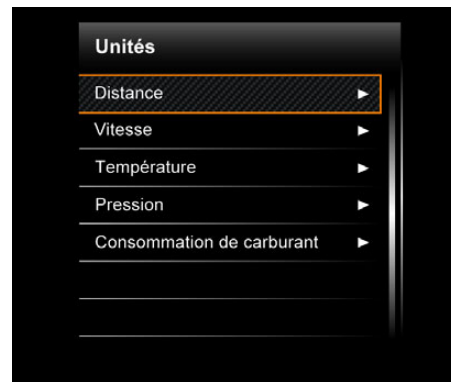 Unités
Distance
Vitesse
Température
Pression
Consommation de carburant